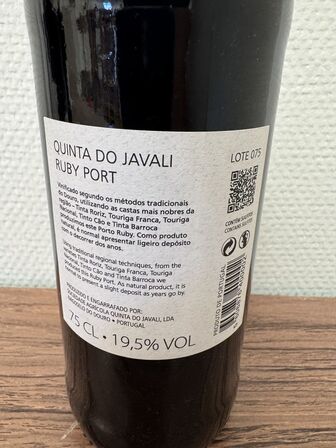 QUINTA DO JAVALI
RUBY PORT
LOTE 075
Vinificado segundo os métodos tradicionais
do Douro, utilizando as castas mais nobres da
região – Tinta Roriz, Touriga Franca, Touriga
Nacional, Tinto Cão e Tinta Barroca
produzimos este Porto Ruby. Como produto
natural, é normal apresentar ligeiro depósito
com o decorrer dos anos.
Using traditional regional techniques, from the
Tinta Roriz, Touriga Franca, Touriga
Nacional, Tinto Cão and Tinta Barroca we
this Ruby Port. As natural product, it is
to present a slight deposit as years go by.
PRODUZIDO E ENGARRAFADO POR:
SOCIEDADE AGRÍCOLA QUINTA DO JAVALI, LDA
DO DOURO • PORTUGAL
75 CL • 19,5% VOL
CONTÉM SULFITOS
CONTAINS
PRODUTO DE PORTUGAL